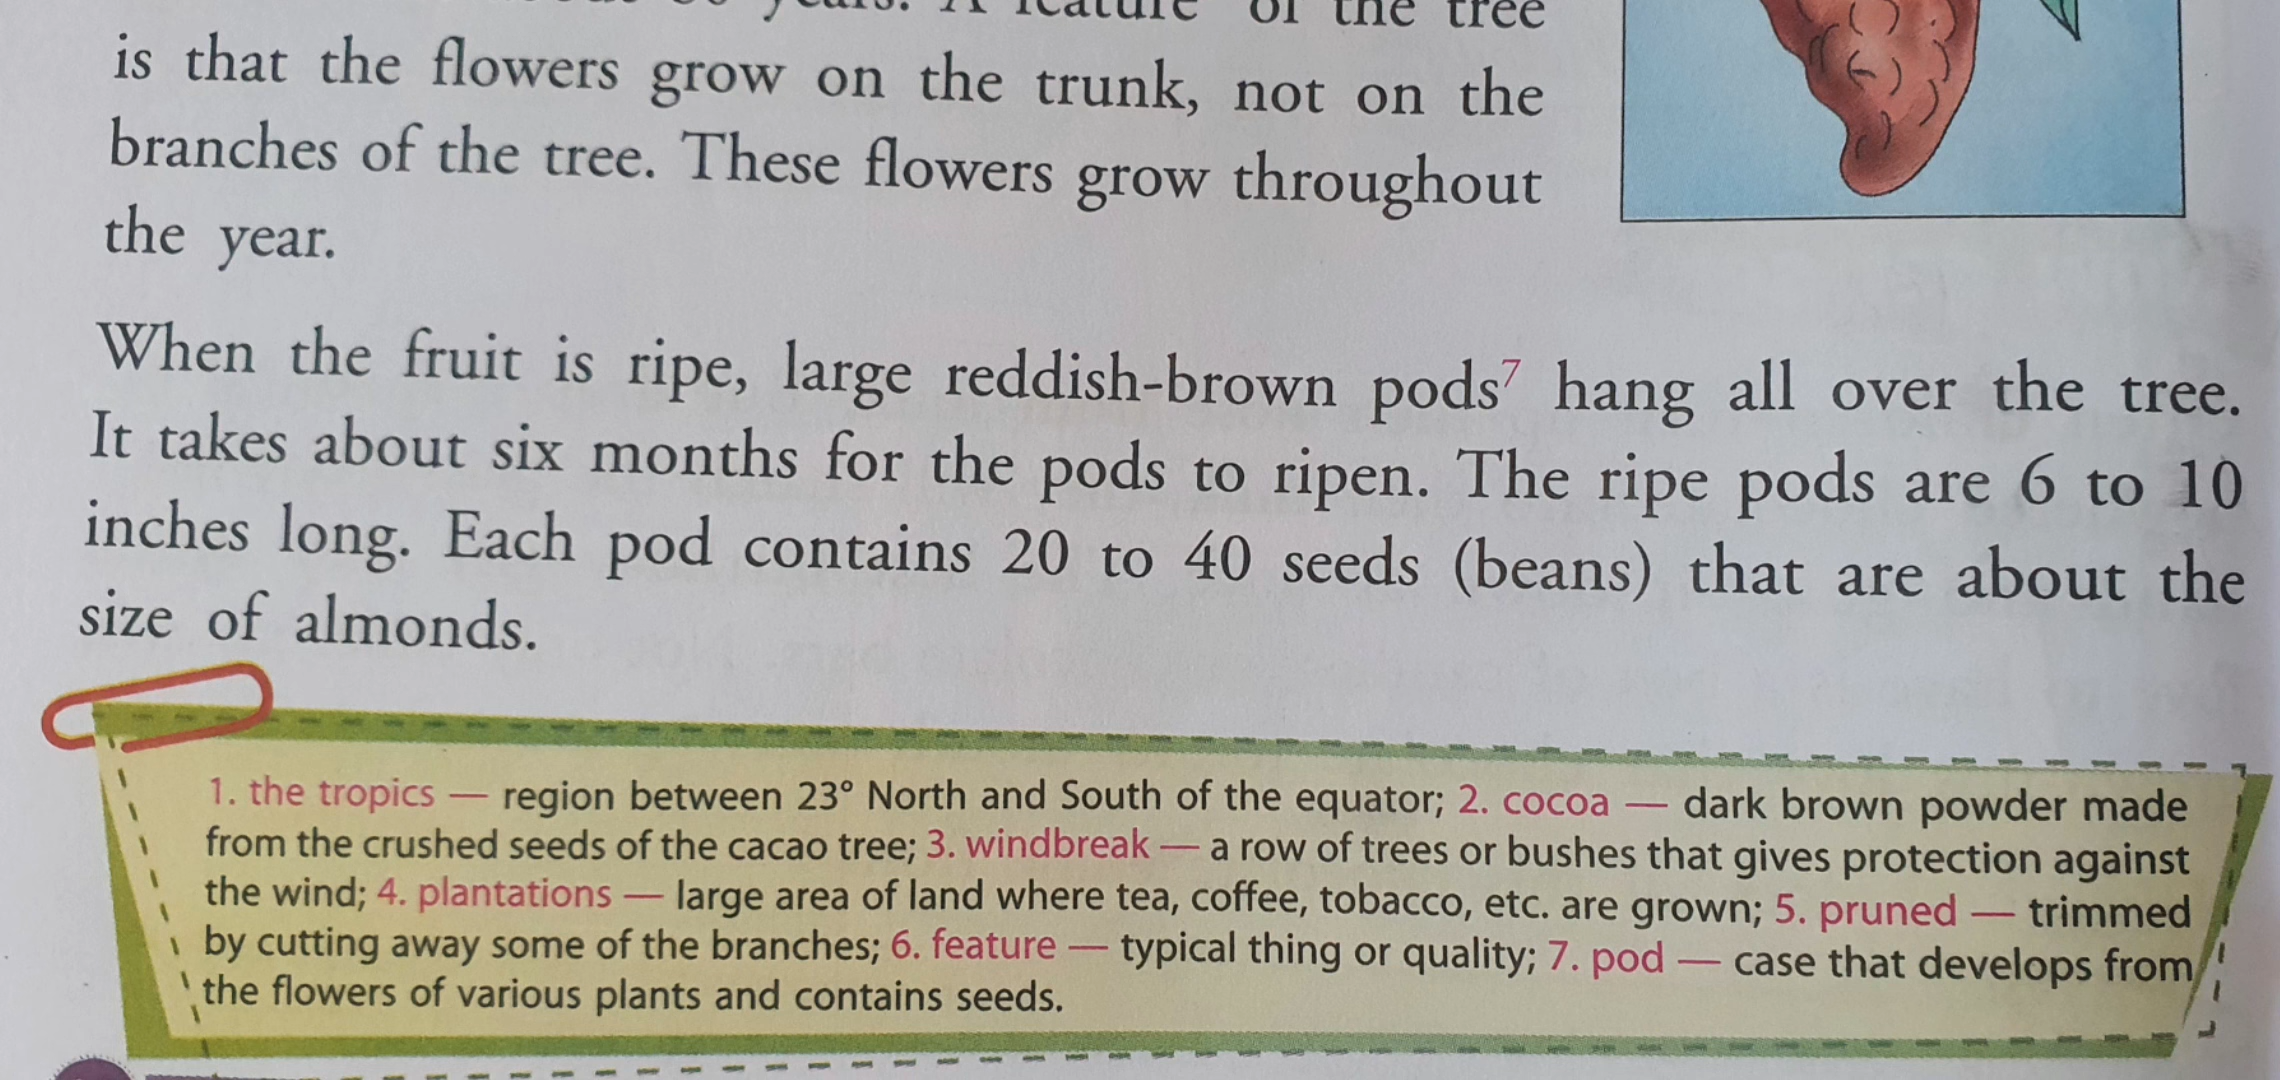 years. A feature of the tree
is that the flowers grow on the trunk, not on the
branches of the tree. These flowers grow throughout
the year.
When the fruit is ripe, large reddish-brown pods⁷ hang all over the tree.
It takes about six months for the pods to ripen. The ripe pods are 6 to 10
inches long. Each pod contains 20 to 40 seeds (beans) that are about the
size of almonds.
1. the tropics — region between 23° North and South of the equator; 2. cocoa — dark brown powder made
from the crushed seeds of the cacao tree; 3. windbreak — a row of trees or bushes that gives protection against
the wind; 4. plantations — large area of land where tea, coffee, tobacco, etc. are grown; 5. pruned — trimmed
by cutting away some of the branches; 6. feature — typical thing or quality; 7. pod — case that develops from
the flowers of various plants and contains seeds.